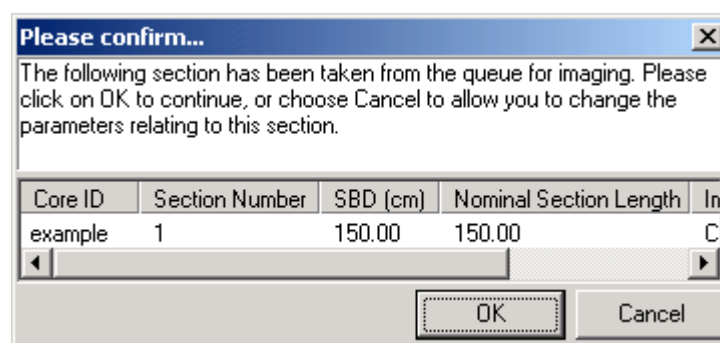 Please confirm...
The following section has been taken from the queue for imaging. Please
click on OK to continue, or choose Cancel to allow you to change the
parameters relating to this section.
Core ID Section Number SBD (cm) Nominal Section Length In
example 1 150.00 150.00 C
OK Cancel